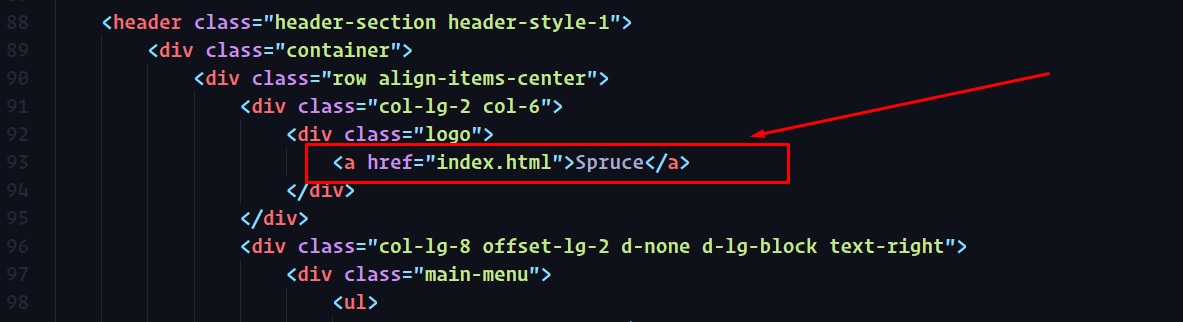 88 <header class="header-section header-style-1">
89 <div class="container">
90 <div class="row align-items-center">
91 <div class="col-lg-2 col-6">
92 <div class="logo">
93 <a href="index.html">Spruce</a>
94 </div>
95 </div>
96 <div class="col-lg-8 offset-lg-2 d-none d-lg-block text-right">
97 <div class="main-menu">
98 <ul>